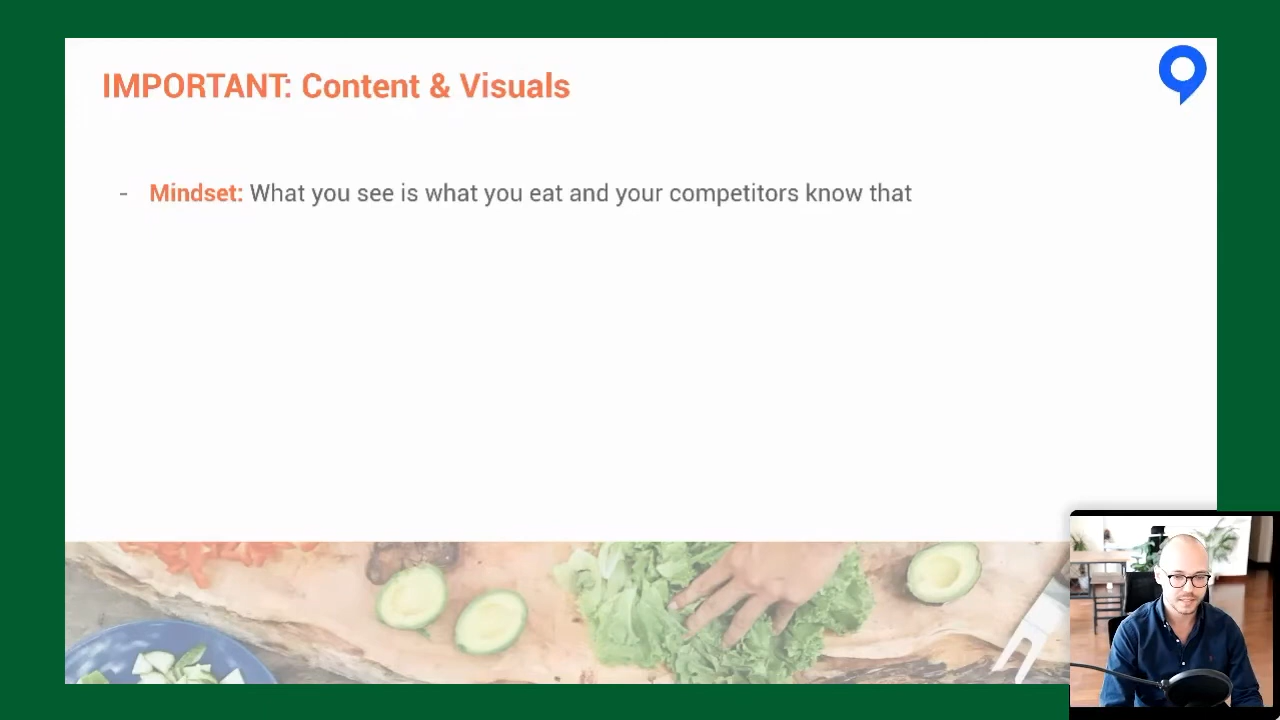 IMPORTANT: Content & Visuals
- Mindset: What you see is what you eat and your competitors know that